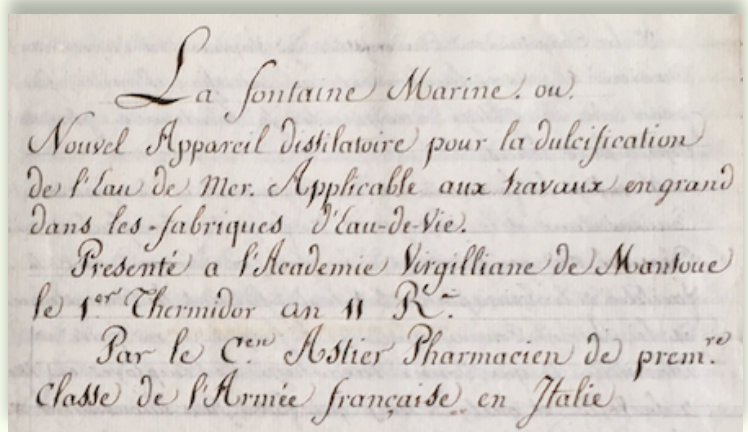 La fontaine Marine. ou.
Nouvel Appareil distilatoire pour la dulcification
de l'Eau de Mer. Applicable aux travaux en grand
dans les fabriques d'Eau-de-Vie.
Presenté a l'Academie Virgilliane de Mantoue
le 1.er Thermidor an 11 R.
Par le C.en Astier Pharmacien de prem.re
Classe de l'Armée française en Italie